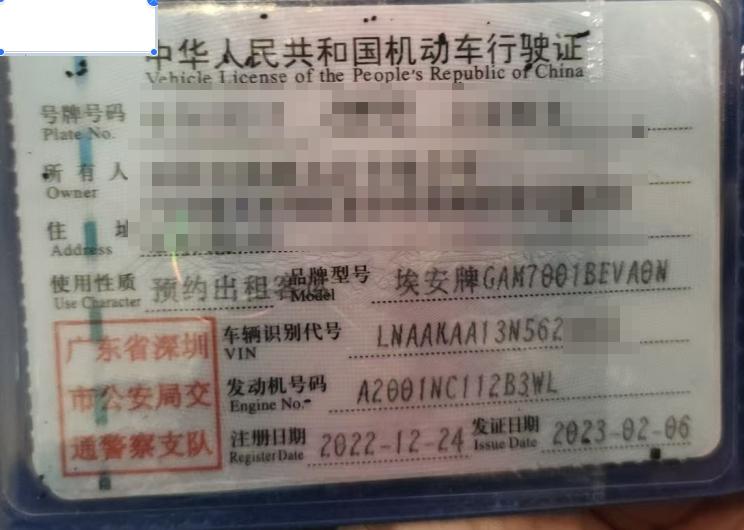 中华人民共和国机动车行驶证
Vehicle License of the People's Republic of China
号牌号码
Plate No.
所有人
Owner
住 址
Address
使用性质 预约出租客
Use Character
品牌型号 埃安牌GAM7001BEVA0N
Model
车辆识别代号 LNAAKAA13N562
VIN
发动机号码 A2001NC112B3WL
Engine No.
注册日期 2022-12-24 发证日期 2023-02-06
Register Date Issue Date
广东省深圳
市公安局交
通警察支队